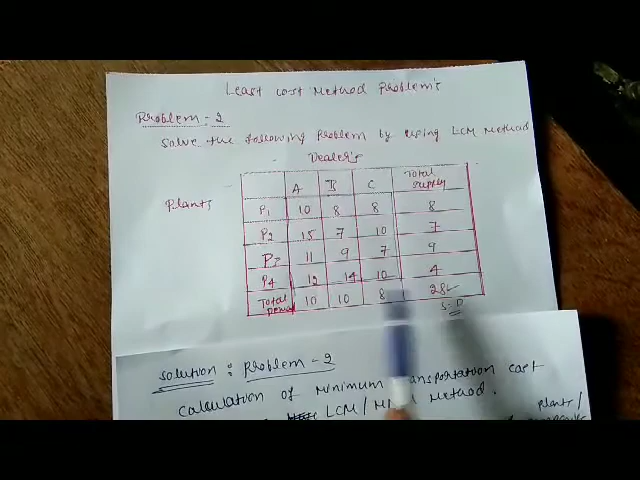 Least cost Method Problem's
Problem-2
solve the following problem by using LCM Method
Dealer's
Plants
A B C Total supply
P1 10 8 8 8
P2 15 7 10 7
P3 11 9 7 9
P4 12 14 10 4
Total 10 10 8 28
S=D
solution : Problem-2
calculation of minimum transportation cost
LCM/ Method.
plants/